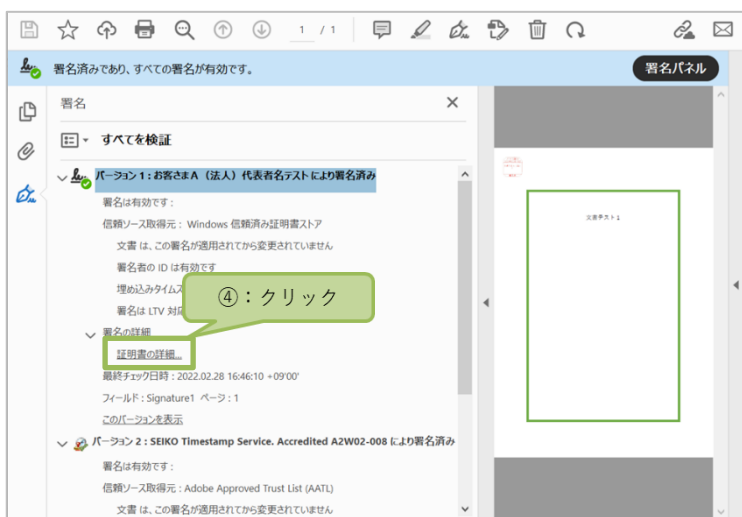 1 / 1
署名済みであり、すべての署名が有効です。
署名パネル
署名
すべてを検証
バージョン 1 : お客さまA （法人）代表者名テスト により署名済み
署名は有効です :
信頼ソース取得元 : Windows 信頼済み証明書ストア
文書 は、この署名が適用されてから変更されていません
署名者の ID は有効です
埋め込みタイムス
④：クリック
署名は LTV 対応
署名の詳細
証明書の詳細...
最終チェック日時 : 2022.02.28 16:46:10 +09'00'
フィールド : Signature1 ページ : 1
このバージョンを表示
バージョン 2 : SEIKO Timestamp Service. Accredited A2W02-008 により署名済み
署名は有効です :
信頼ソース取得元 : Adobe Approved Trust List (AATL)
文書 は、この署名が適用されてから変更されていません
文書テスト1